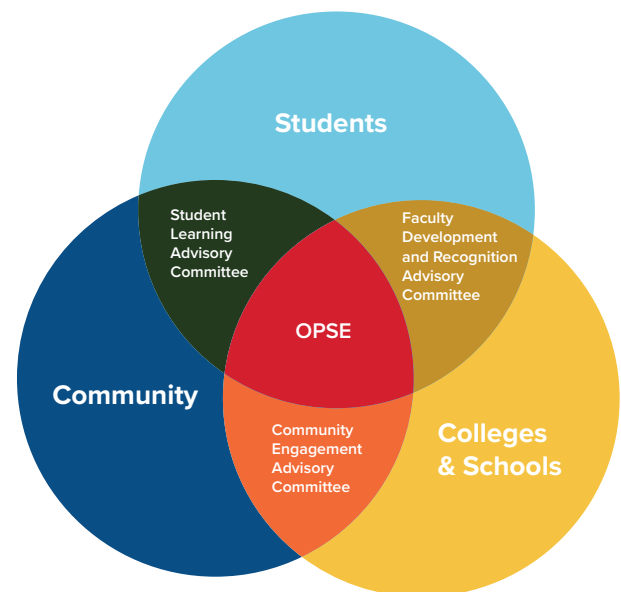 Students
Student
Learning
Advisory
Committee
Faculty
Development
and Recognition
Advisory
Committee
OPSE
Community
Community
Engagement
Advisory
Committee
Colleges
& Schools